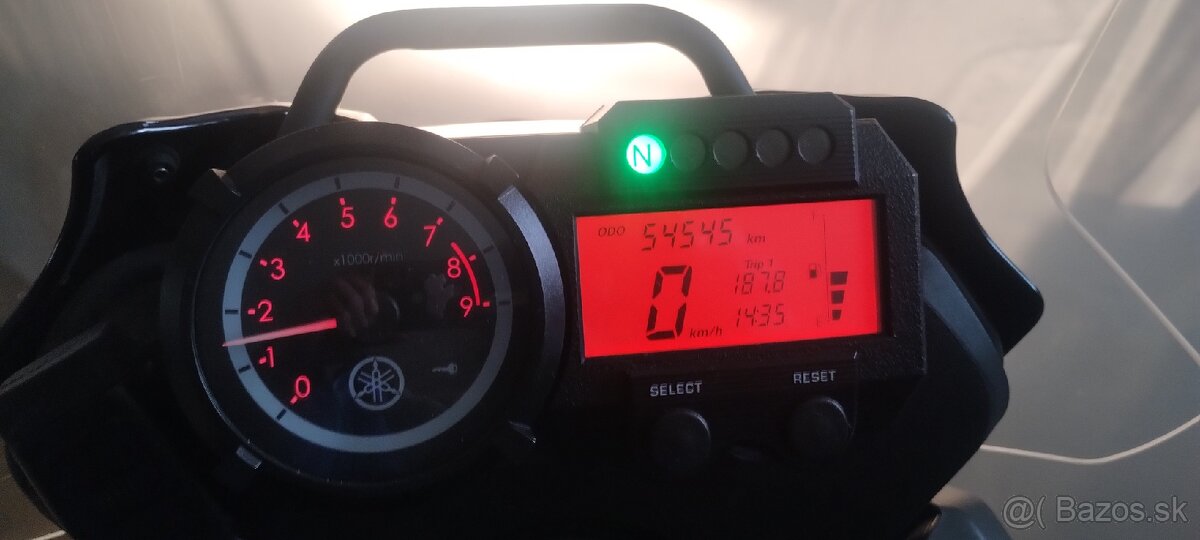 N
ODO 54545 km
Trip 1
187.8
0 km/h
14:35
E
x1000r/min
0
1
2
3
4
5
6
7
8
9
SELECT
RESET
@( Bazos.sk